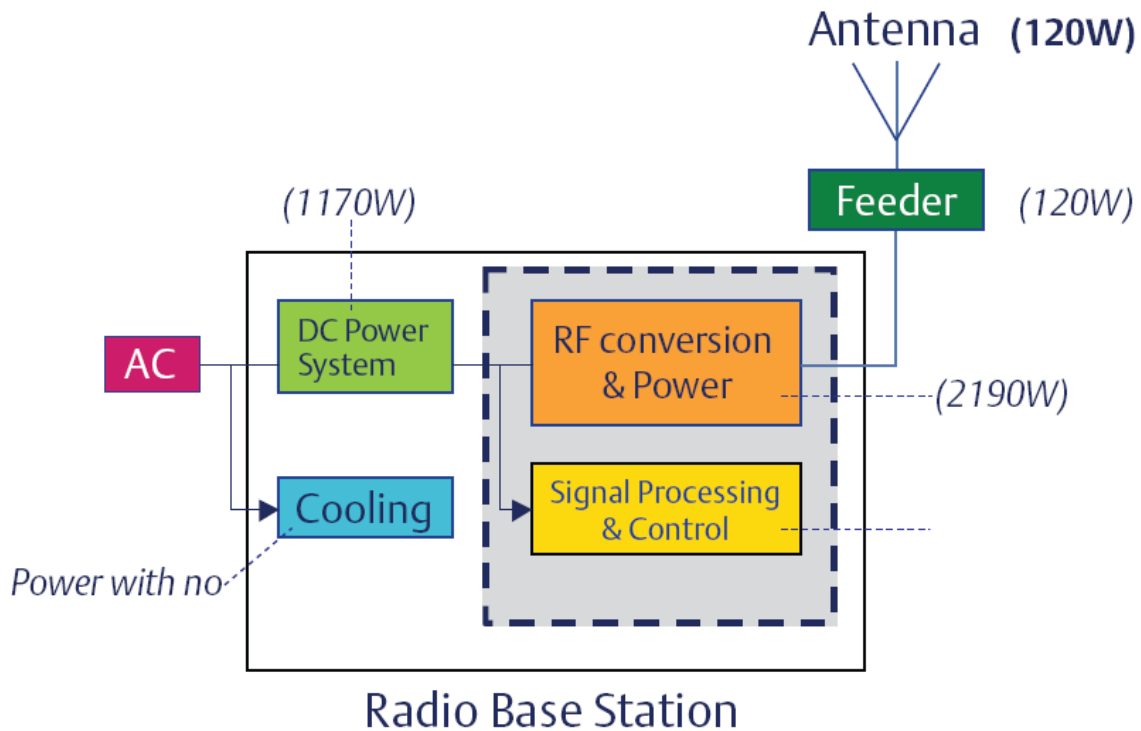 Antenna (120W)
Feeder (120W)
(1170W)
DC Power
System
RF conversion
& Power
AC
(2190W)
Cooling
Signal Processing
& Control
Power with no
Radio Base Station